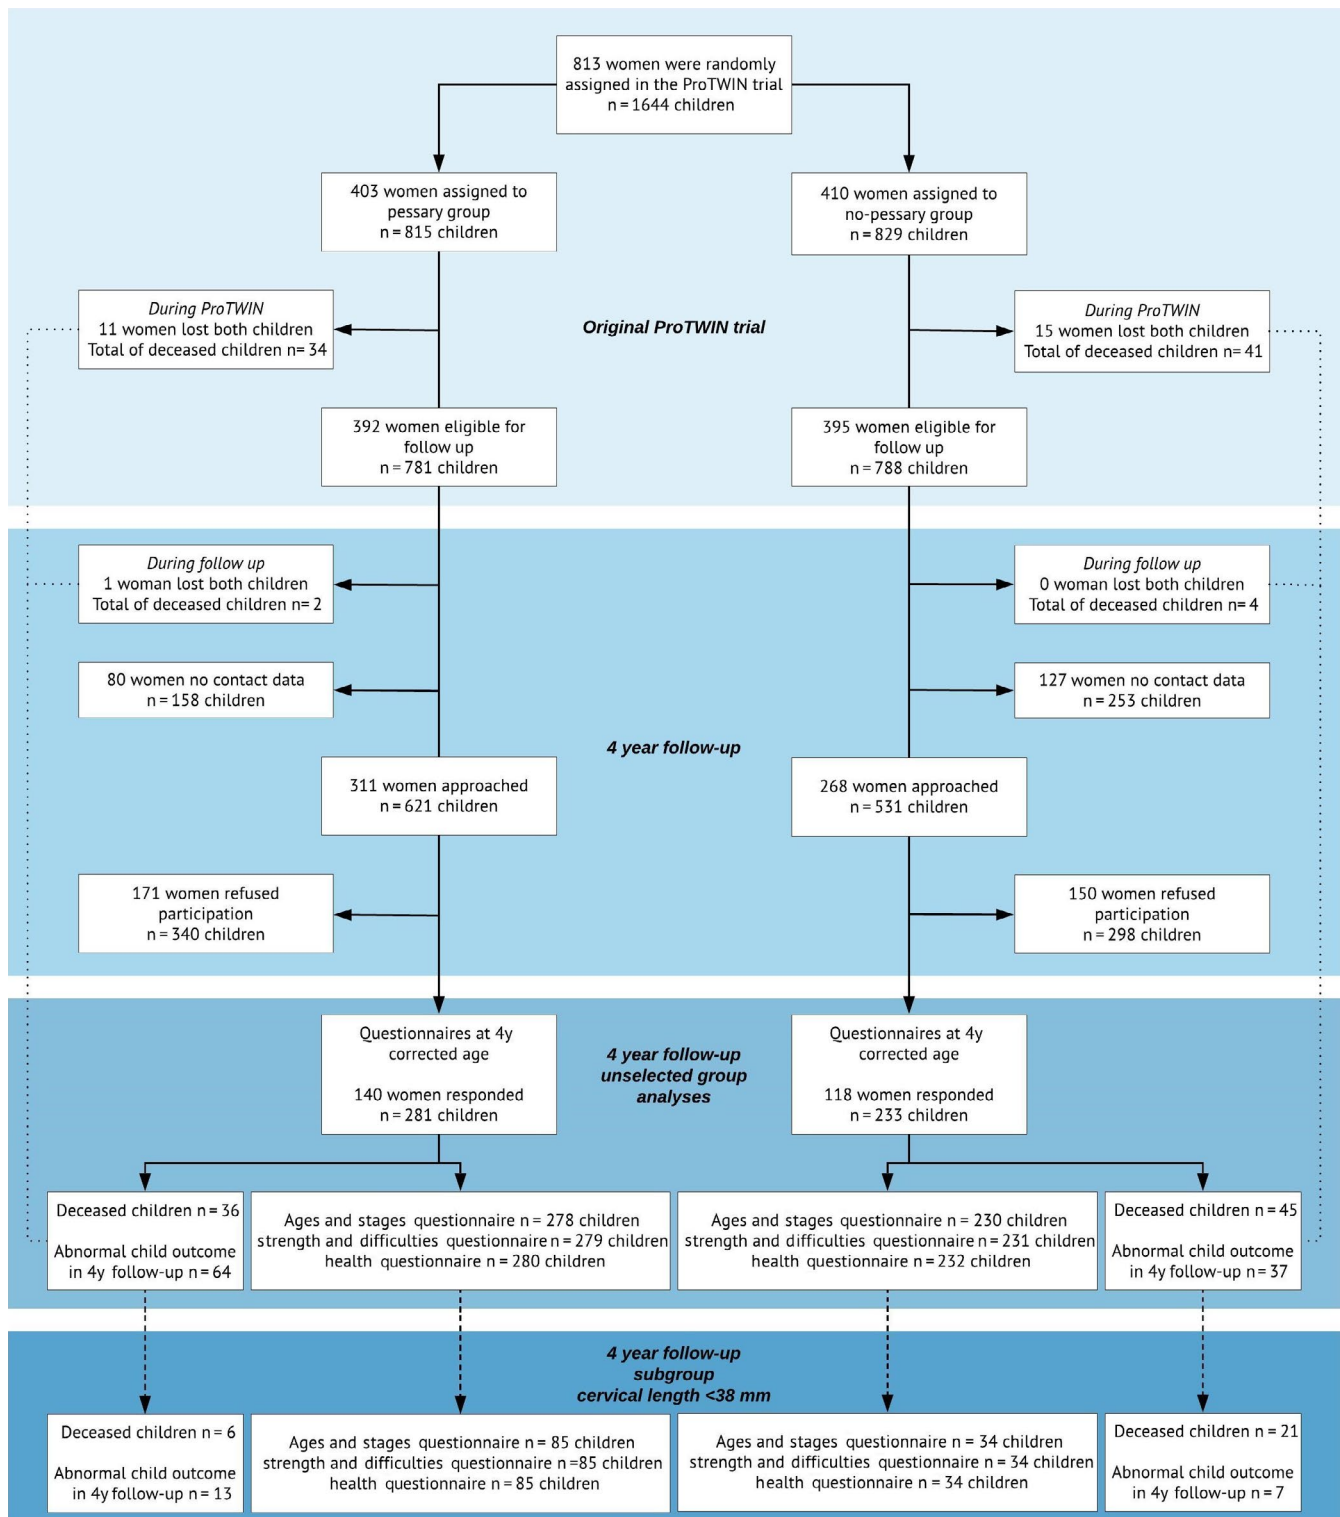 813 women were randomly
assigned in the ProTWIN trial
n = 1644 children
403 women assigned to
pessary group
n = 815 children
410 women assigned to
no-pessary group
n = 829 children
During ProTWIN
11 women lost both children
Total of deceased children n= 34
Original ProTWIN trial
During ProTWIN
15 women lost both children
Total of deceased children n= 41
392 women eligible for
follow up
n = 781 children
395 women eligible for
follow up
n = 788 children
During follow up
1 woman lost both children
Total of deceased children n= 2
During follow up
0 woman lost both children
Total of deceased children n= 4
80 women no contact data
n = 158 children
127 women no contact data
n = 253 children
4 year follow-up
311 women approached
n = 621 children
268 women approached
n = 531 children
171 women refused
participation
n = 340 children
150 women refused
participation
n = 298 children
Questionnaires at 4y
corrected age
140 women responded
n = 281 children
4 year follow-up
unselected group
analyses
Questionnaires at 4y
corrected age
118 women responded
n = 233 children
Deceased children n = 36
Abnormal child outcome
in 4y follow-up n = 64
Ages and stages questionnaire n = 278 children
strength and difficulties questionnaire n = 279 children
health questionnaire n = 280 children
Ages and stages questionnaire n = 230 children
strength and difficulties questionnaire n = 231 children
health questionnaire n = 232 children
Deceased children n = 45
Abnormal child outcome
in 4y follow-up n = 37
4 year follow-up
subgroup
cervical length <38 mm
Deceased children n = 6
Abnormal child outcome
in 4y follow-up n = 13
Ages and stages questionnaire n = 85 children
strength and difficulties questionnaire n =85 children
health questionnaire n = 85 children
Ages and stages questionnaire n = 34 children
strength and difficulties questionnaire n = 34 children
health questionnaire n = 34 children
Deceased children n = 21
Abnormal child outcome
in 4y follow-up n = 7